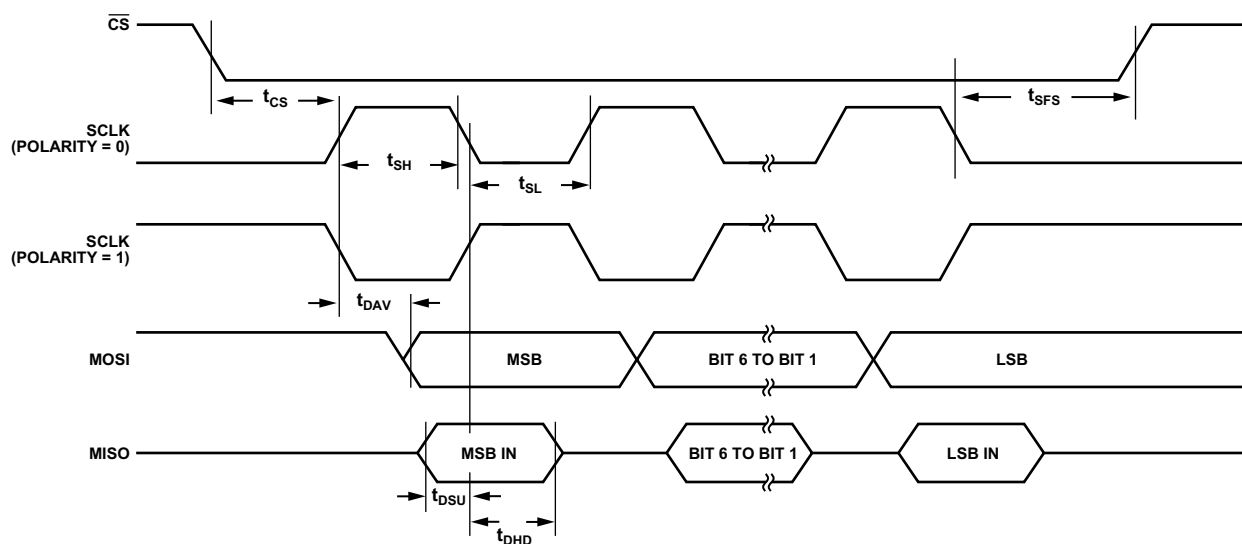 C̅S̅
tCS
tSFS
SCLK
(POLARITY = 0)
tSH
tSL
SCLK
(POLARITY = 1)
tDAV
MOSI
MSB
BIT 6 TO BIT 1
LSB
MISO
MSB IN
BIT 6 TO BIT 1
LSB IN
tDSU
tDHD